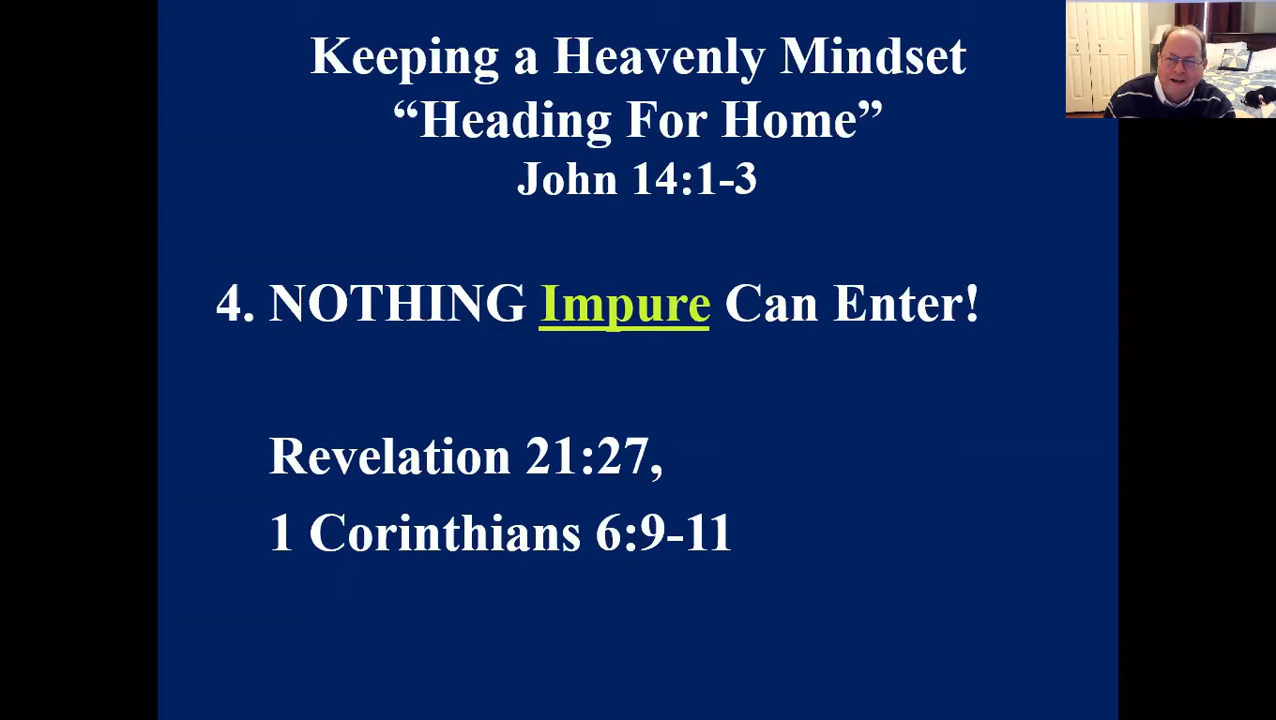 Keeping a Heavenly Mindset
“Heading For Home”
John 14:1-3
4. NOTHING Impure Can Enter!
Revelation 21:27,
1 Corinthians 6:9-11